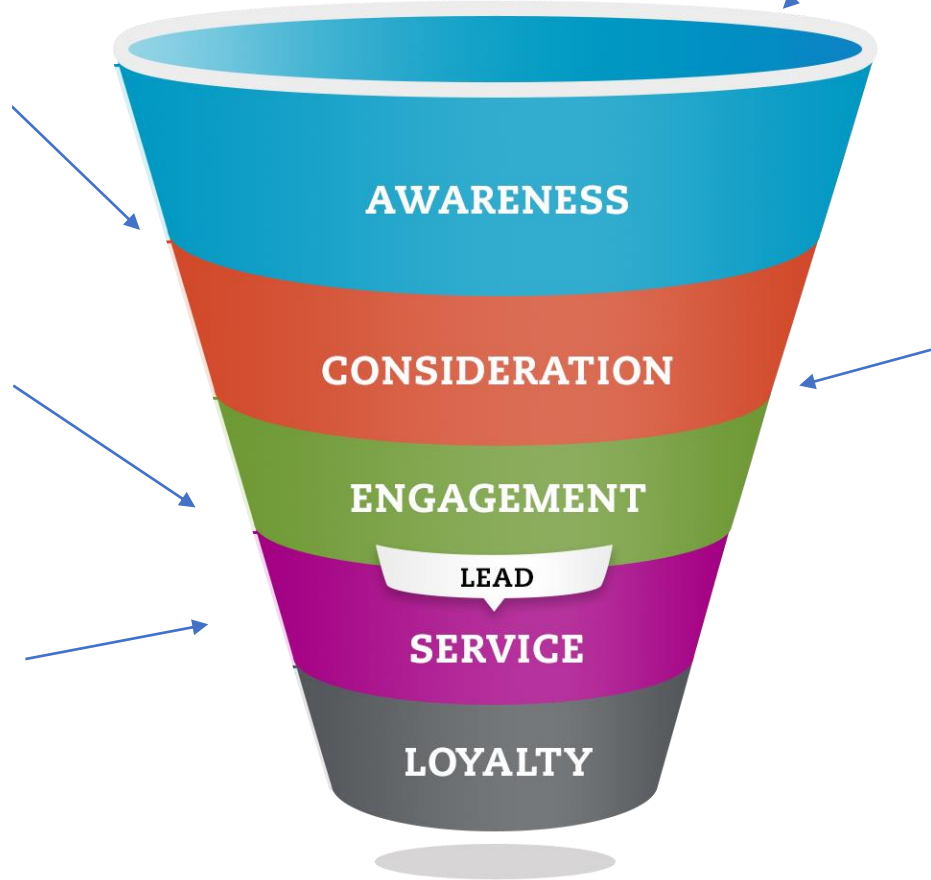 AWARENESS
CONSIDERATION
ENGAGEMENT
LEAD
SERVICE
LOYALTY